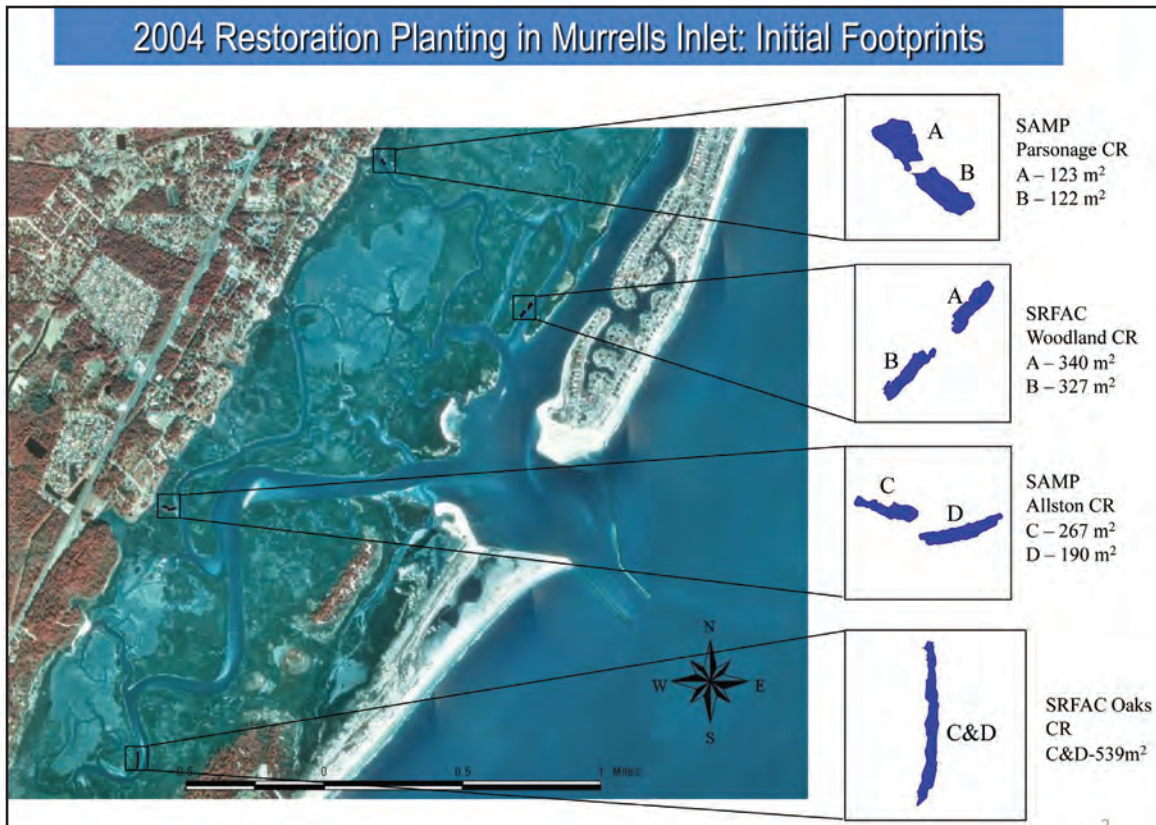 2004 Restoration Planting in Murrells Inlet: Initial Footprints
A
B
SAMP
Parsonage CR
A – 123 m²
B – 122 m²
A
B
SRFAC
Woodland CR
A – 340 m²
B – 327 m²
C
D
SAMP
Allston CR
C – 267 m²
D – 190 m²
C&D
SRFAC Oaks
CR
C&D-539m²
N
W E
S
0.5 0 0.5 1 Miles